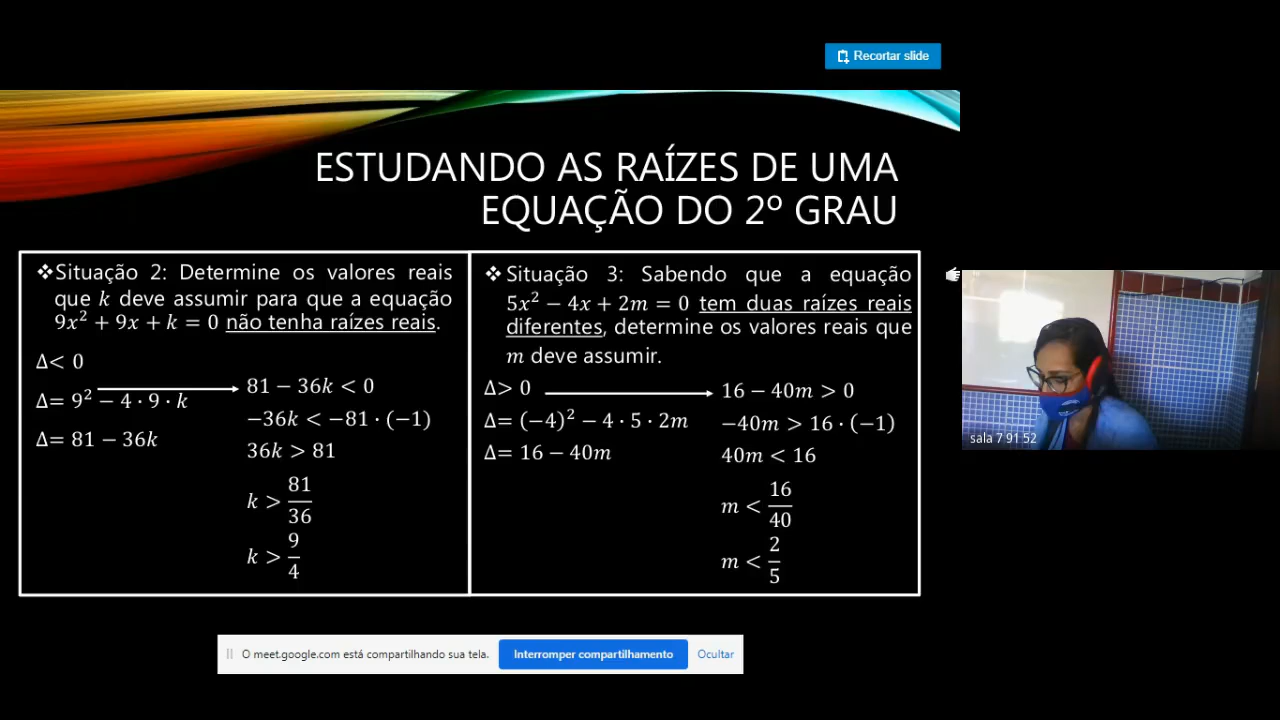 Recortar slide
ESTUDANDO AS RAÍZES DE UMA
EQUAÇÃO DO 2º GRAU
❖Situação 2: Determine os valores reais
que k deve assumir para que a equação
9x² + 9x + k = 0 não tenha raízes reais.
Δ< 0
Δ= 9² − 4 · 9 · k
Δ= 81 − 36k
81 − 36k < 0
−36k < −81 · (−1)
36k > 81
k > 81/36
k > 9/4
❖Situação 3: Sabendo que a equação
5x² − 4x + 2m = 0 tem duas raízes reais
diferentes, determine os valores reais que
m deve assumir.
Δ> 0
Δ= (−4)² − 4 · 5 · 2m
Δ= 16 − 40m
16 − 40m > 0
−40m > 16 · (−1)
40m < 16
m < 16/40
m < 2/5
sala 7 91 52
O meet.google.com está compartilhando sua tela.
Interromper compartilhamento
Ocultar